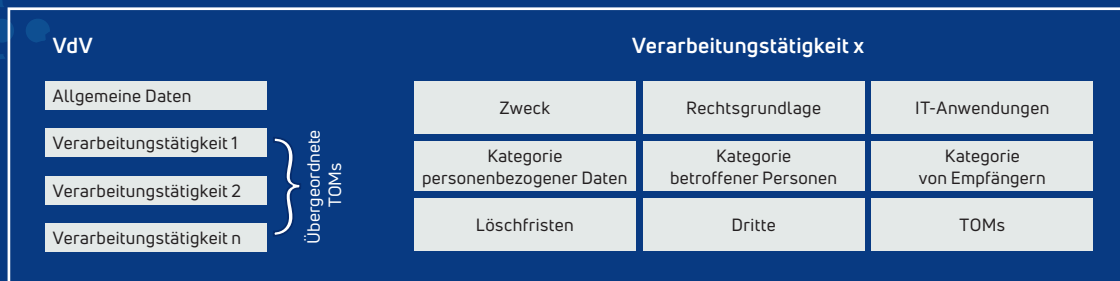 VdV
Allgemeine Daten
Verarbeitungstätigkeit 1
Verarbeitungstätigkeit 2
Verarbeitungstätigkeit n
Übergeordnete
TOMs
Verarbeitungstätigkeit x
Zweck
Rechtsgrundlage
IT-Anwendungen
Kategorie
personenbezogener Daten
Kategorie
betroffener Personen
Kategorie
von Empfängern
Löschfristen
Dritte
TOMs